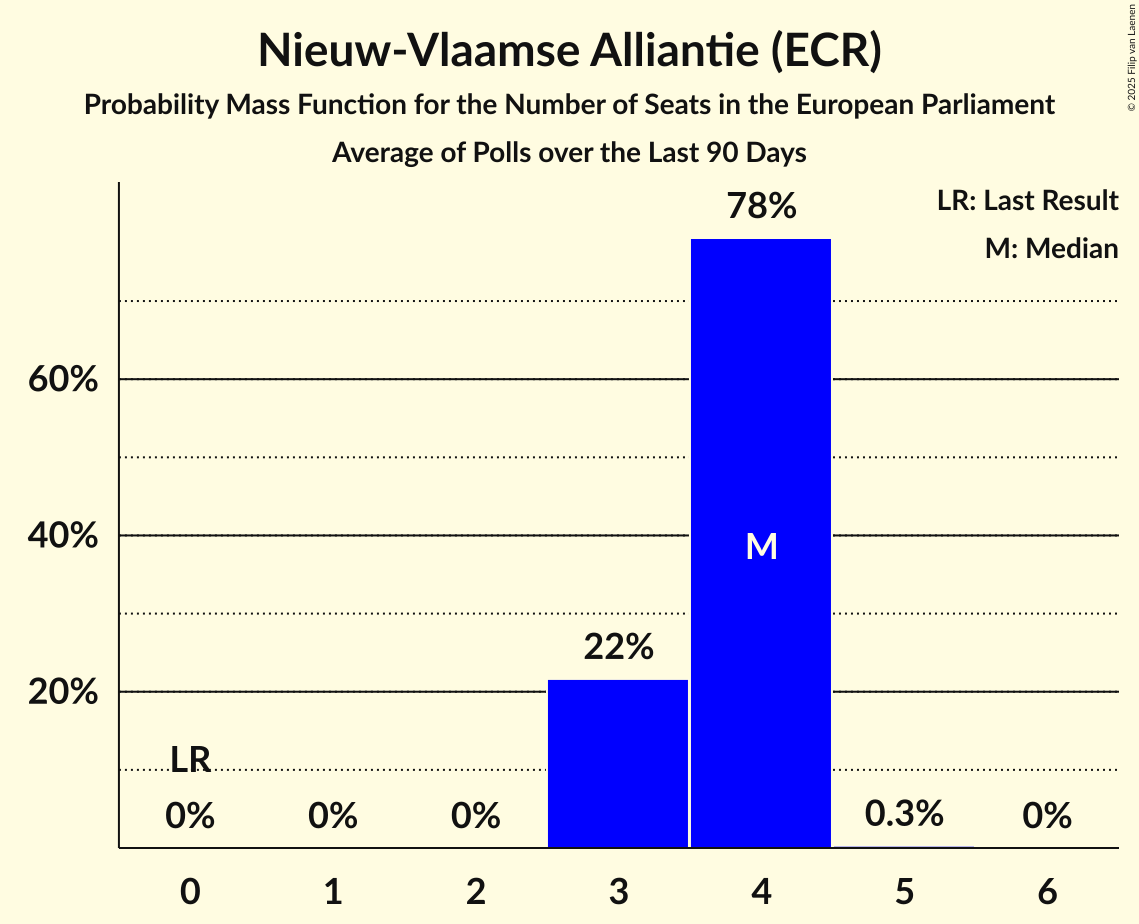 Nieuw-Vlaamse Alliantie (ECR)
Probability Mass Function for the Number of Seats in the European Parliament
Average of Polls over the Last 90 Days
© 2025 Filip van Laenen
LR: Last Result
M: Median
78%
60%
40%
M
22%
20%
LR
0%
0%
0%
0.3%
0%
0
1
2
3
4
5
6